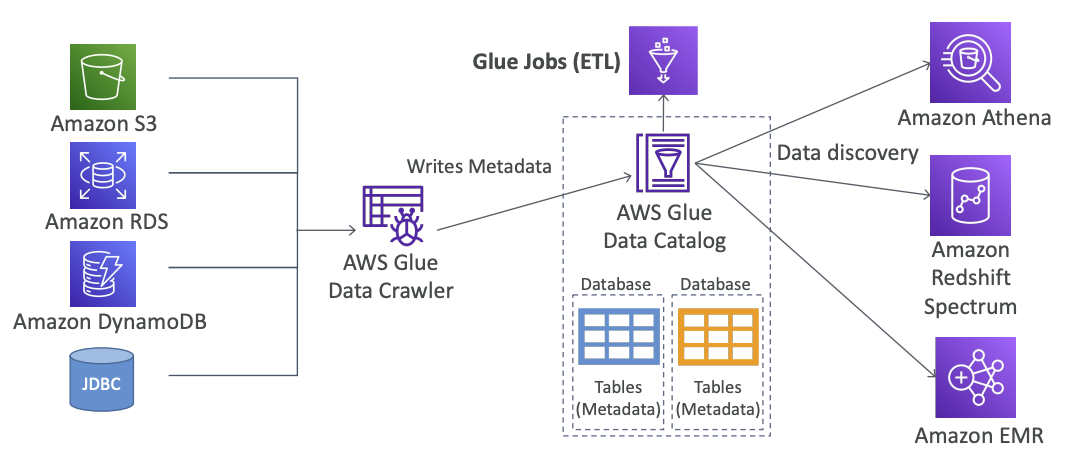 Glue Jobs (ETL)
Amazon S3
Amazon Athena
Writes Metadata
Data discovery
Amazon RDS
AWS Glue
Data Catalog
AWS Glue
Data Crawler
Amazon
Redshift
Spectrum
Database
Database
Amazon DynamoDB
JDBC
Tables
(Metadata)
Tables
(Metadata)
Amazon EMR